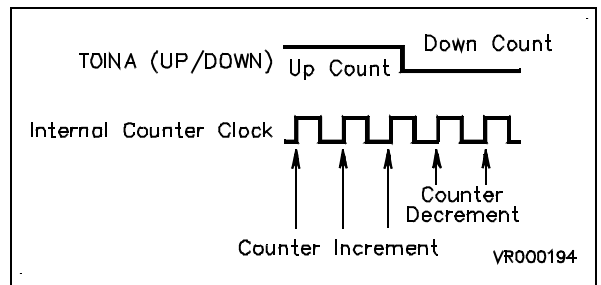 Down Count
TOINA (UP/DOWN)
Up Count
Internal Counter Clock
Counter
Decrement
Counter Increment
VR000194